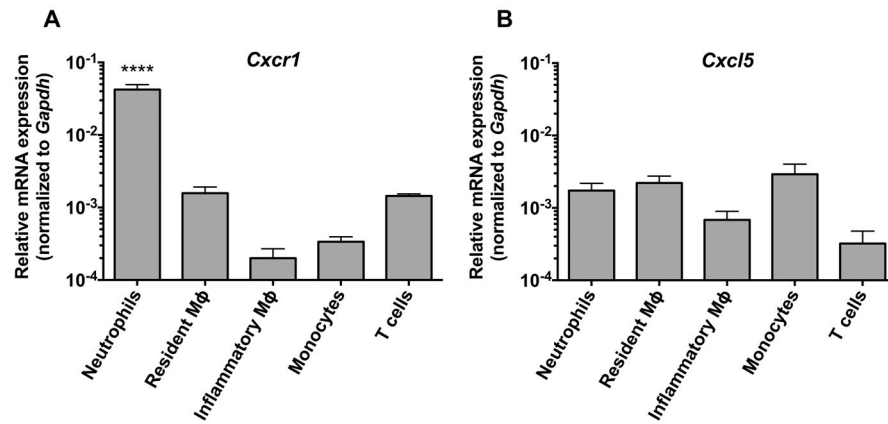 A
Cxcr1
Relative mRNA expression
(normalized to Gapdh)
10-1
10-2
10-3
10-4
****
Neutrophils
Resident Mφ
Inflammatory Mφ
Monocytes
T cells
B
Cxcl5
Relative mRNA expression
(normalized to Gapdh)
10-1
10-2
10-3
10-4
Neutrophils
Resident Mφ
Inflammatory Mφ
Monocytes
T cells